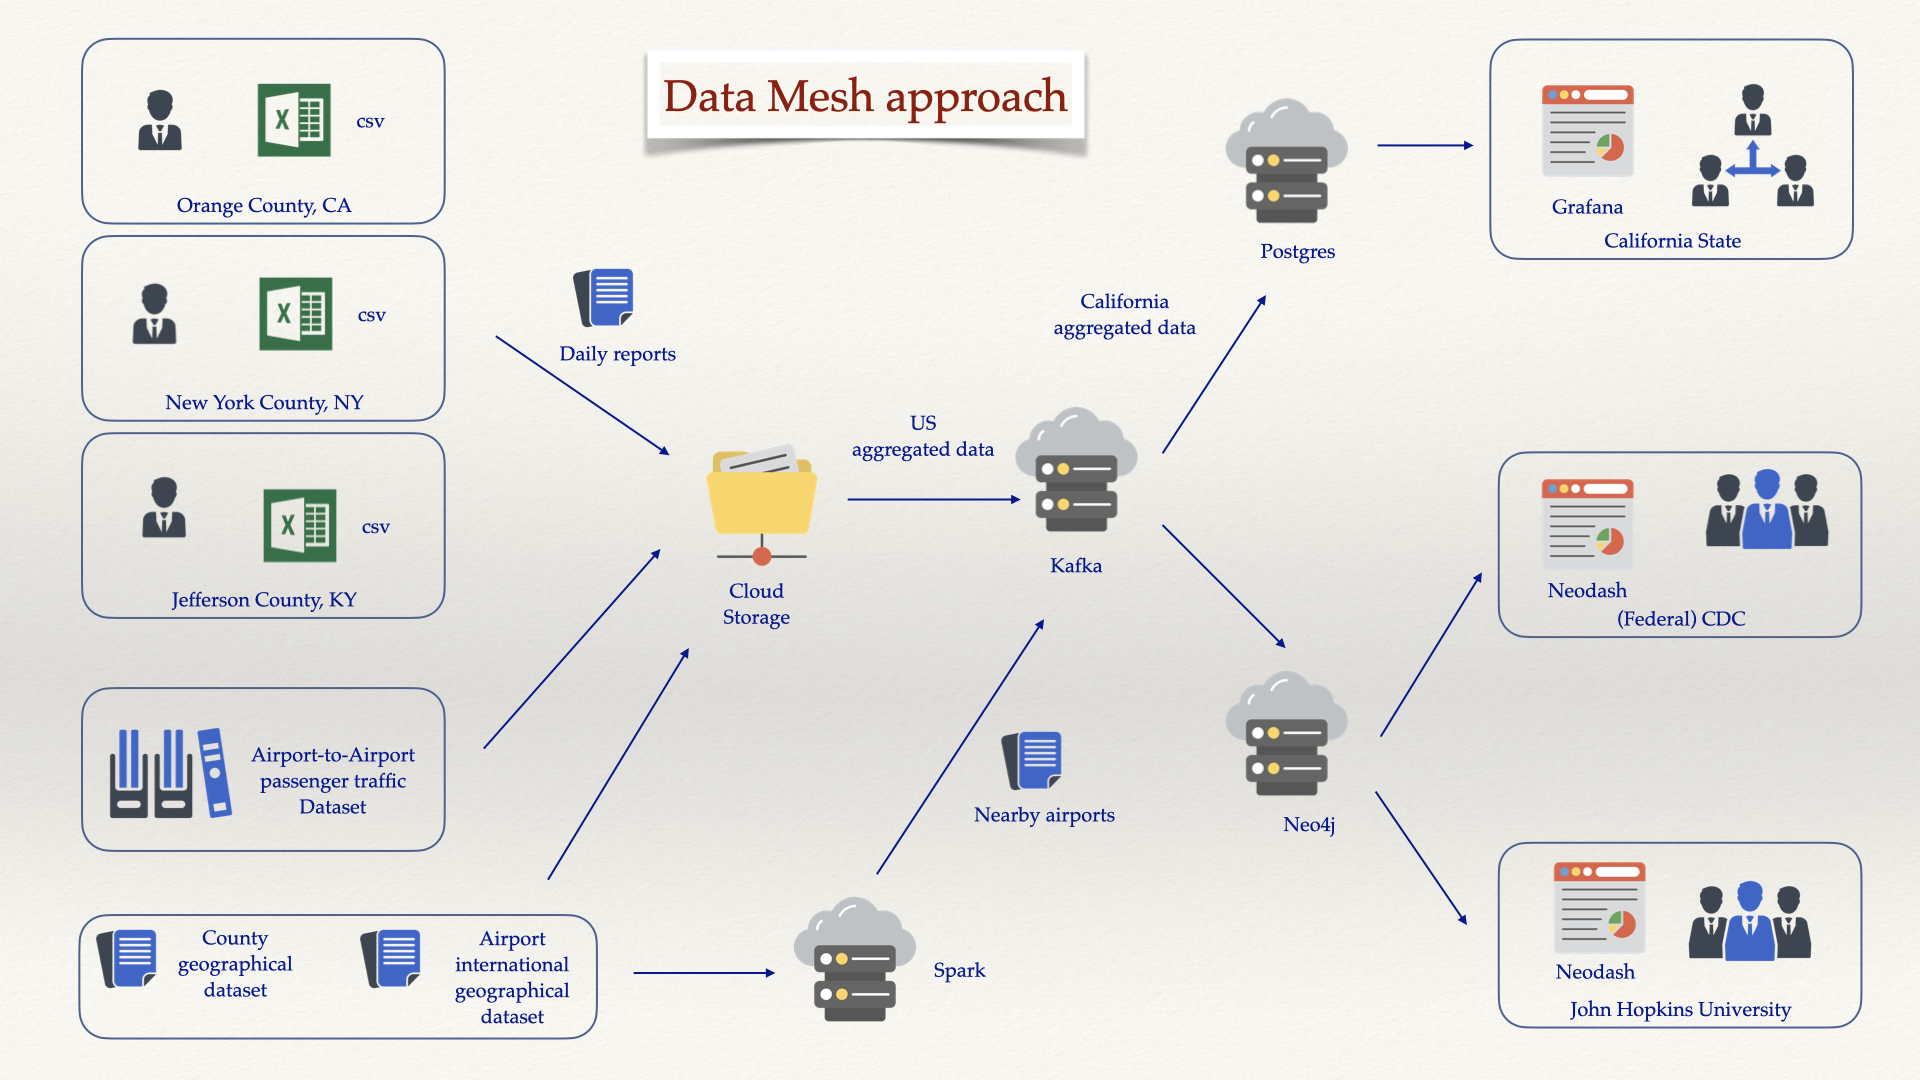 Data Mesh approach
X
csv
Orange County, CA
X
csv
New York County, NY
X
csv
Jefferson County, KY
Daily reports
Airport-to-Airport
passenger traffic
Dataset
County
geographical
dataset
Airport
international
geographical
dataset
Cloud
Storage
US
aggregated data
Kafka
Spark
Nearby airports
California
aggregated data
Postgres
Neo4j
Grafana
California State
Neodash
(Federal) CDC
Neodash
John Hopkins University